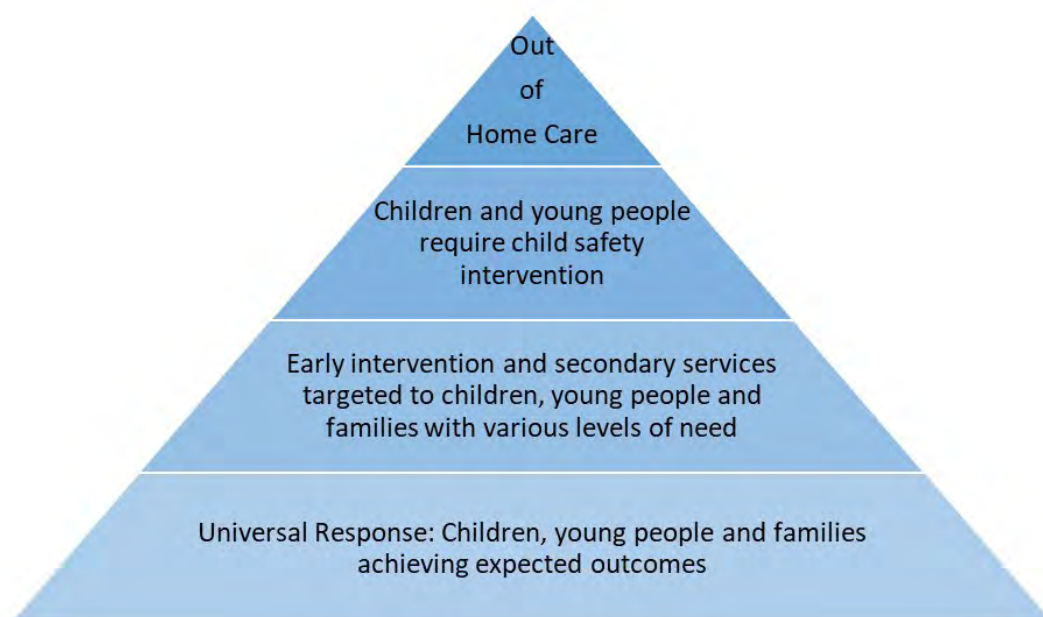 Out
of
Home Care
Children and young people
require child safety
intervention
Early intervention and secondary services
targeted to children, young people and
families with various levels of need
Universal Response: Children, young people and families
achieving expected outcomes